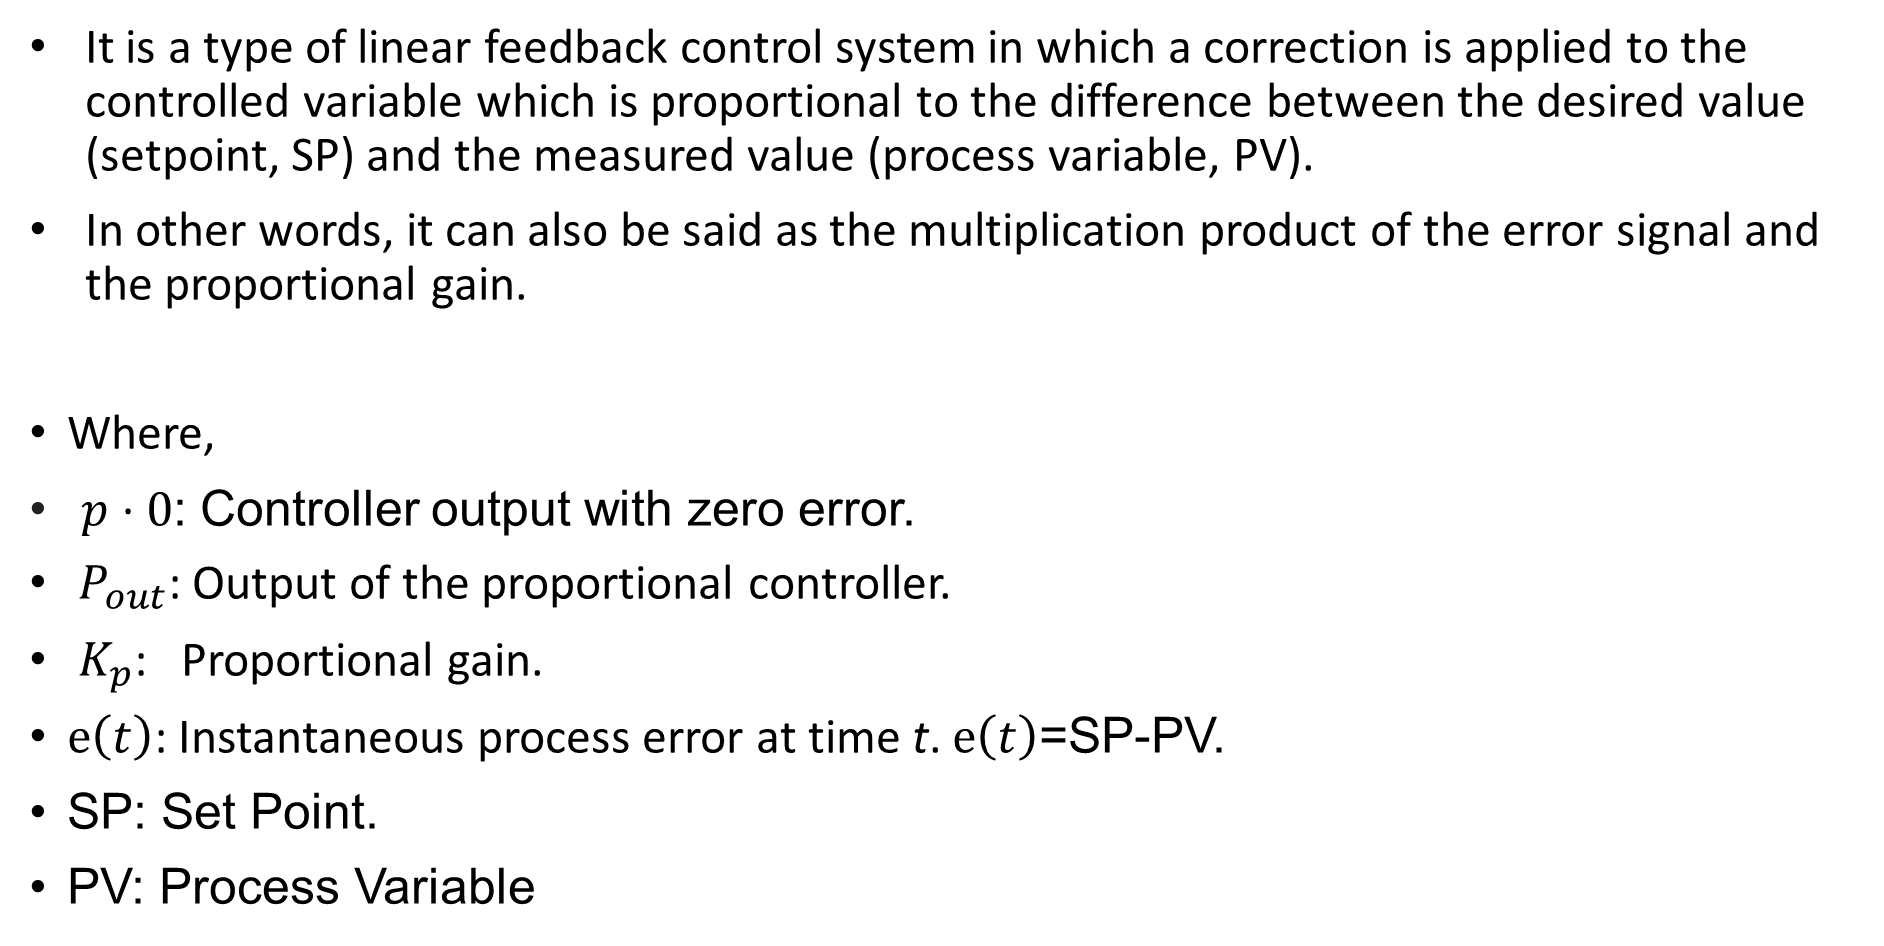 • It is a type of linear feedback control system in which a correction is applied to the
controlled variable which is proportional to the difference between the desired value
(setpoint, SP) and the measured value (process variable, PV).
• In other words, it can also be said as the multiplication product of the error signal and
the proportional gain.
• Where,
• p · 0: Controller output with zero error.
• P_out: Output of the proportional controller.
• K_p: Proportional gain.
• e(t): Instantaneous process error at time t. e(t)=SP-PV.
• SP: Set Point.
• PV: Process Variable